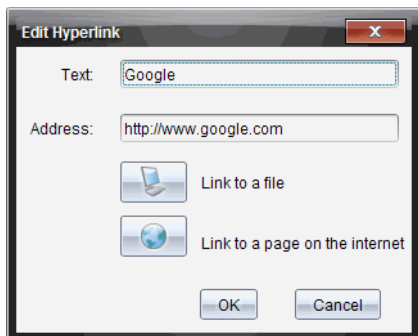 Edit Hyperlink
x
Text: Google
Address: http://www.google.com
Link to a file
Link to a page on the internet
OK Cancel